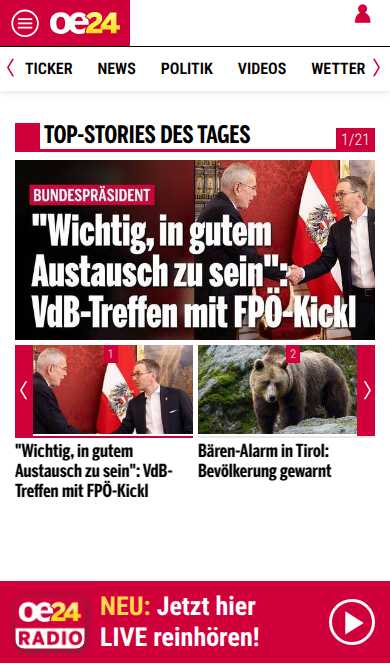 oe24
TICKER NEWS POLITIK VIDEOS WETTER
TOP-STORIES DES TAGES
1/21
BUNDESPRÄSIDENT
"Wichtig, in gutem
Austausch zu sein":
VdB-Treffen mit FPÖ-Kickl
1
2
"Wichtig, in gutem
Austausch zu sein": VdB-
Treffen mit FPÖ-Kickl
Bären-Alarm in Tirol:
Bevölkerung gewarnt
oe24
RADIO
NEU: Jetzt hier
LIVE reinhören!